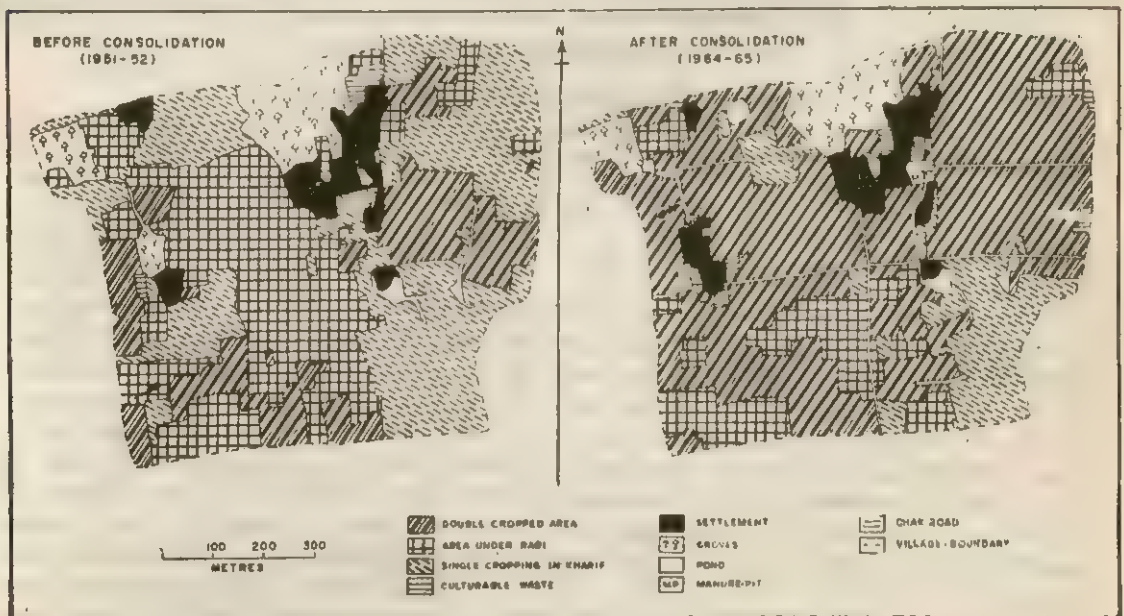 BEFORE CONSOLIDATION
(1951-52)
N
AFTER CONSOLIDATION
(1964-65)
100 200 300
METRES
DOUBLE CROPPED AREA
AREA UNDER RABI
SINGLE CROPPING IN KHARIF
CULTURABLE WASTE
SETTLEMENT
GROVES
POND
MP MANURE-PIT
CHAK ROAD
VILLAGE-BOUNDARY